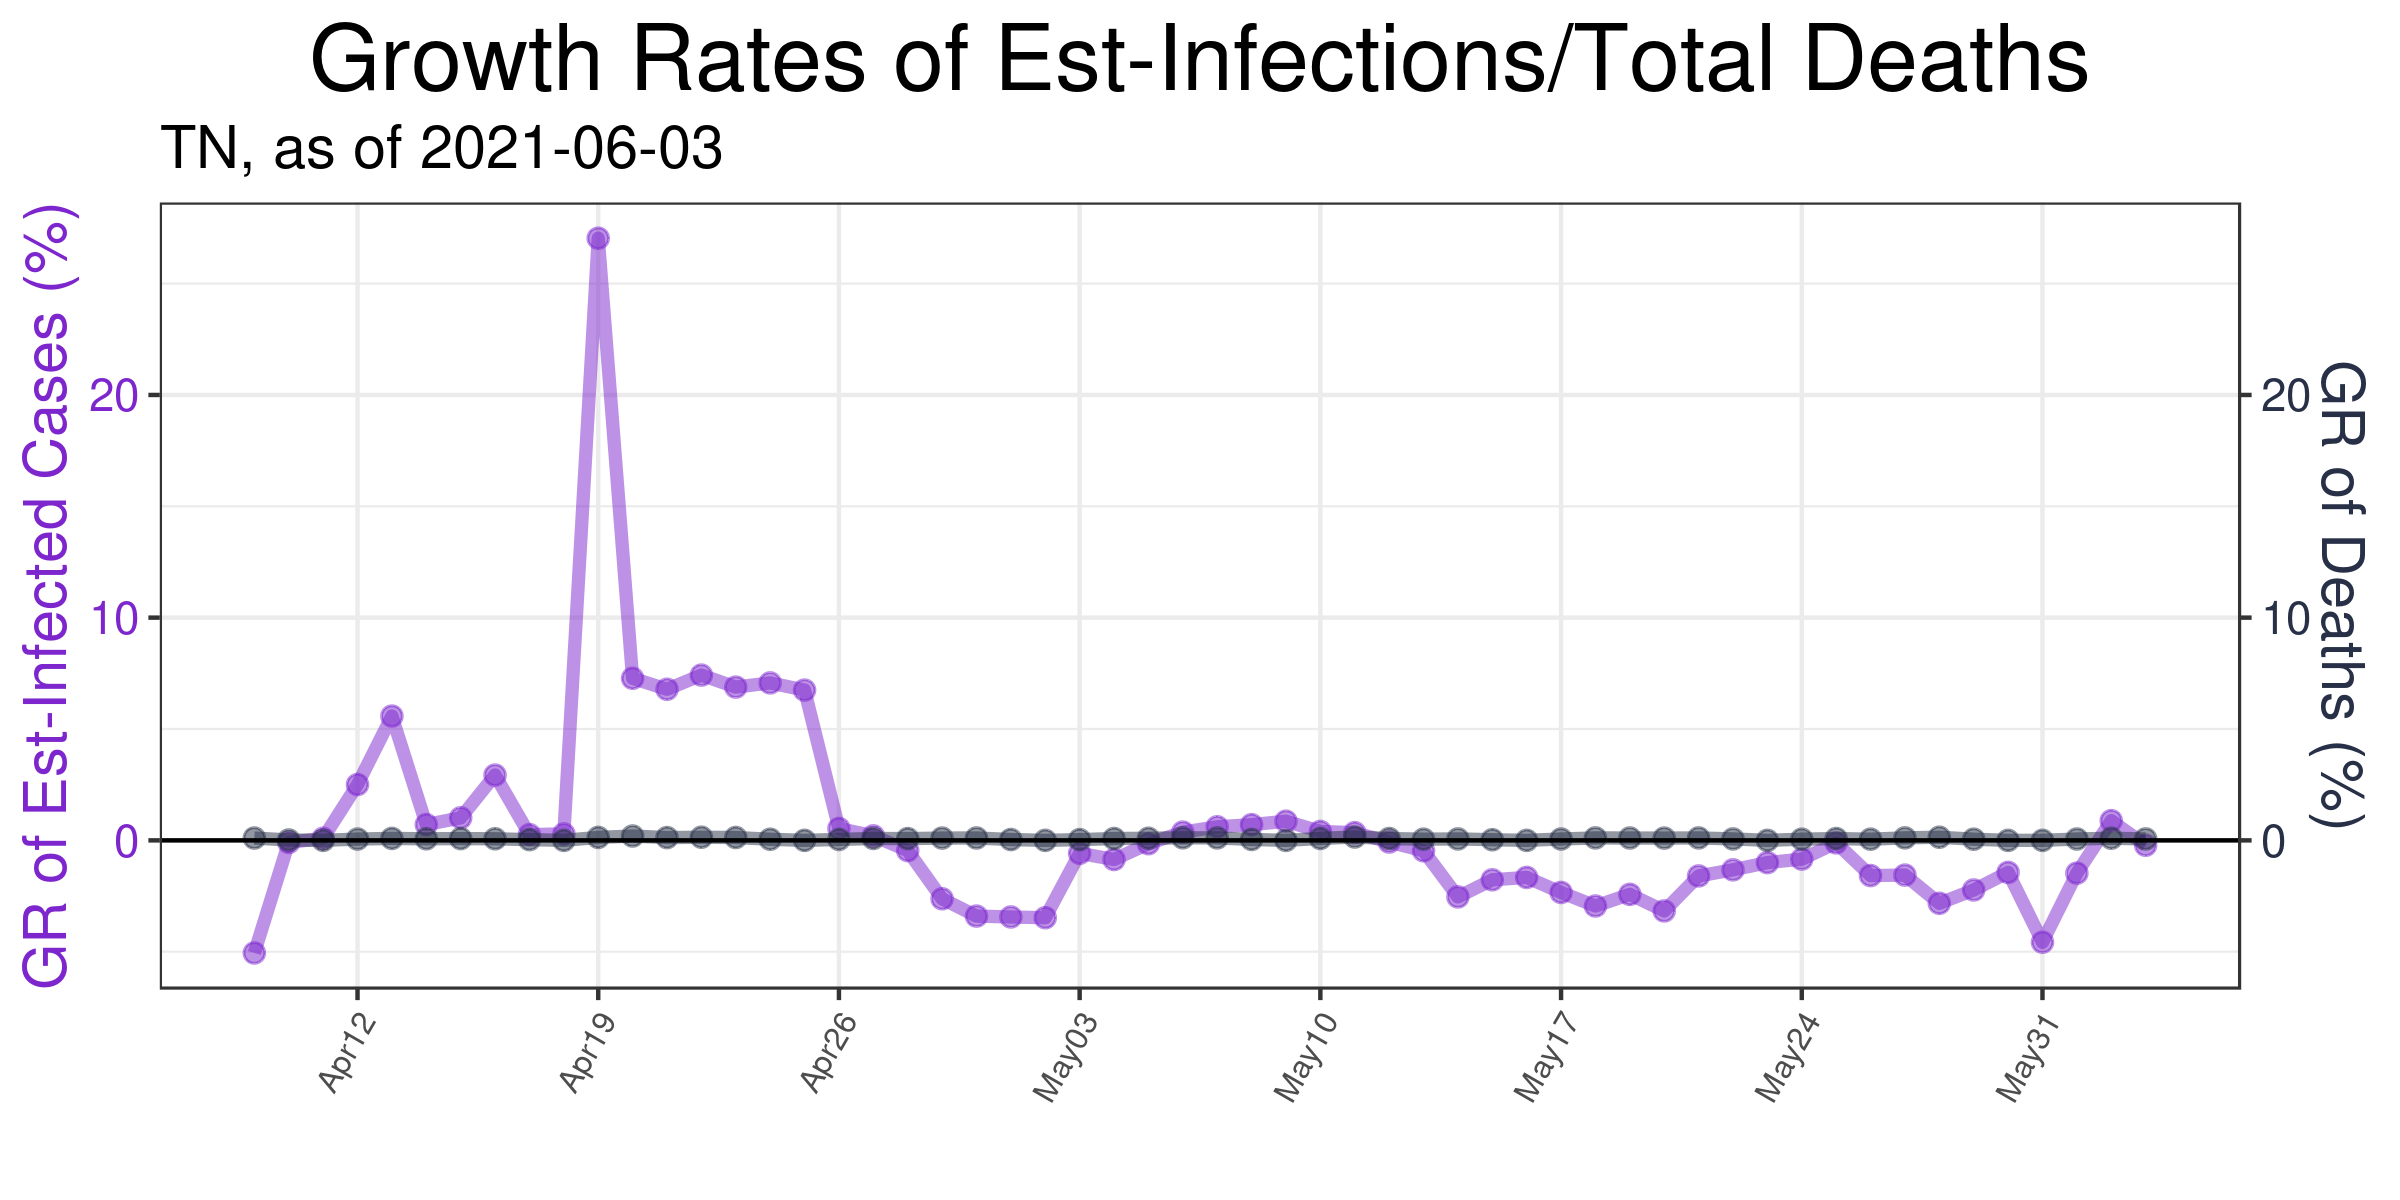 Growth Rates of Est-Infections/Total Deaths
TN, as of 2021-06-03
GR of Est-Infected Cases (%)
20
10
0
20
10
0
GR of Deaths (%)
Apr12
Apr19
Apr26
May03
May10
May17
May24
May31